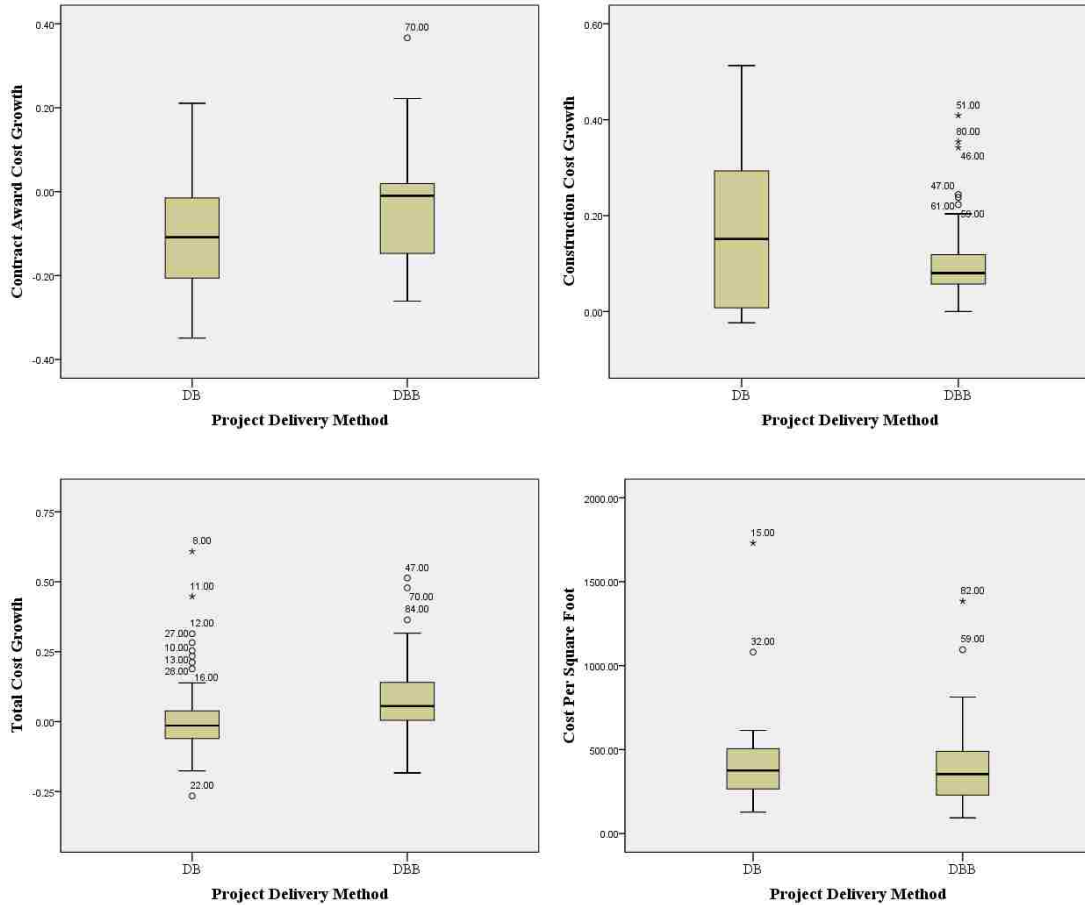 Contract Award Cost Growth
0.40
0.20
0.00
-0.20
-0.40
70.00
DB
DBB
Project Delivery Method
Construction Cost Growth
0.60
0.40
0.20
0.00
51.00
80.00
46.00
47.00
61.00
59.00
DB
DBB
Project Delivery Method
Total Cost Growth
0.75
0.50
0.25
0.00
-0.25
8.00
11.00
12.00
27.00
10.00
13.00
28.00
16.00
22.00
47.00
70.00
84.00
DB
DBB
Project Delivery Method
Cost Per Square Foot
2000.00
1500.00
1000.00
500.00
0.00
15.00
32.00
82.00
59.00
DB
DBB
Project Delivery Method